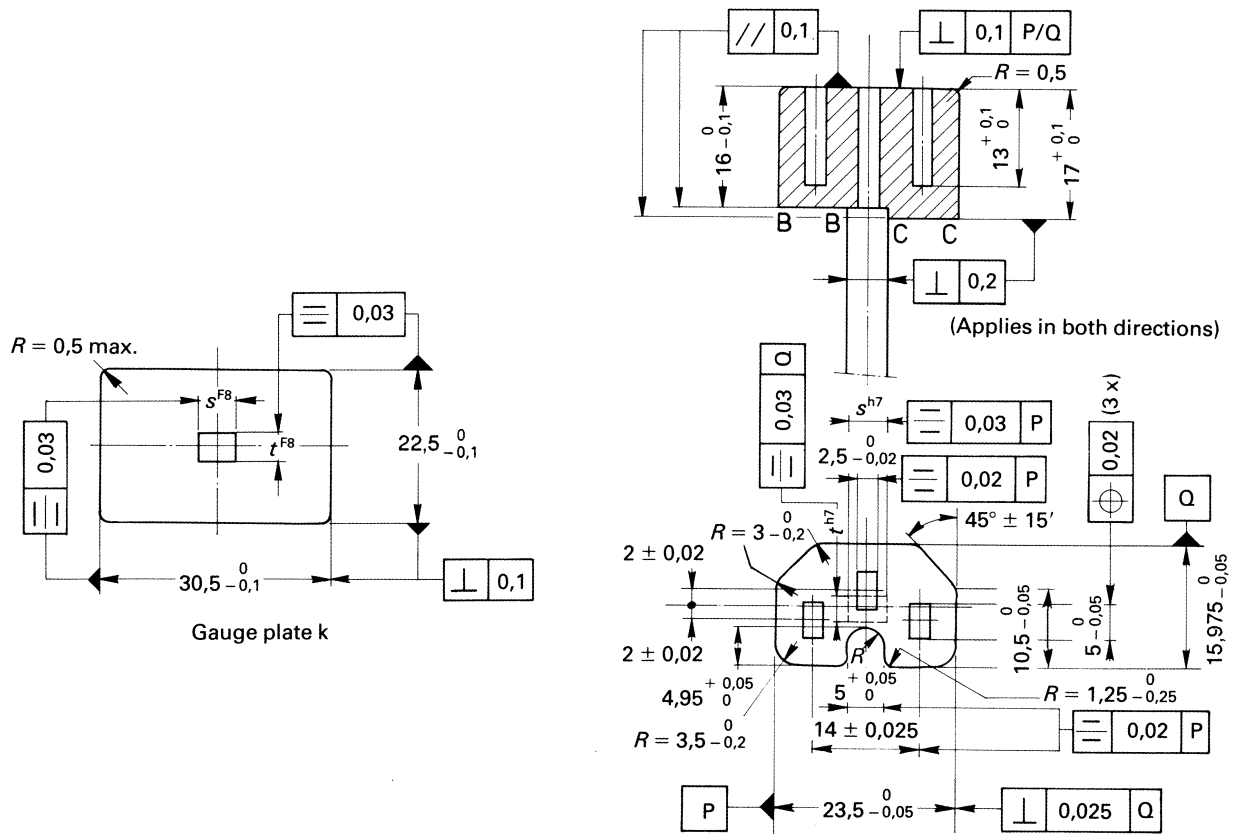 // 0,1
⊥ 0,1 P/Q
R = 0,5
16 0 −0,1
13 + 0,1 0
17 + 0,1 0
B B C C
⊥ 0,2
(Applies in both directions)
⌯ 0,03
R = 0,5 max.
s F8
t F8
⌯ 0,03
22,5 0 −0,1
30,5 0 −0,1
⊥ 0,1
Gauge plate k
⌯ 0,03 Q
s h7
⌯ 0,03 P
2,5 0 −0,02
⌯ 0,02 P
⌖ 0,02 (3 x)
Q
t h7
45° ± 15′
R = 3 0 −0,2
2 ± 0,02
2 ± 0,02
10,5 0 −0,05
5 0 −0,05
15,975 0 −0,05
R
4,95 + 0,05 0
5 + 0,05 0
R = 1,25 0 −0,25
R = 3,5 0 −0,2
14 ± 0,025
⌯ 0,02 P
P
23,5 0 −0,05
⊥ 0,025 Q